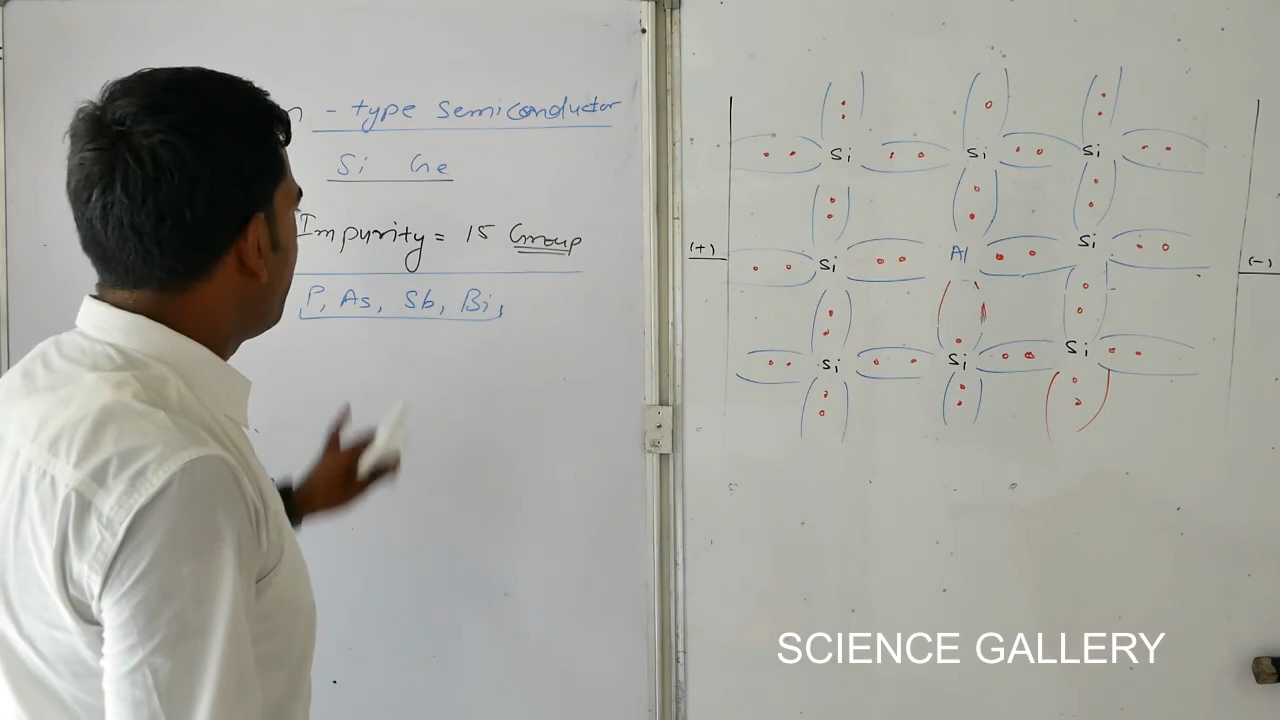 n - type semiconductor
Si Ge
Impurity = 15 Group
P, As, Sb, Bi,
Si Si Si
(+) Si Al Si (-)
Si Si Si
SCIENCE GALLERY